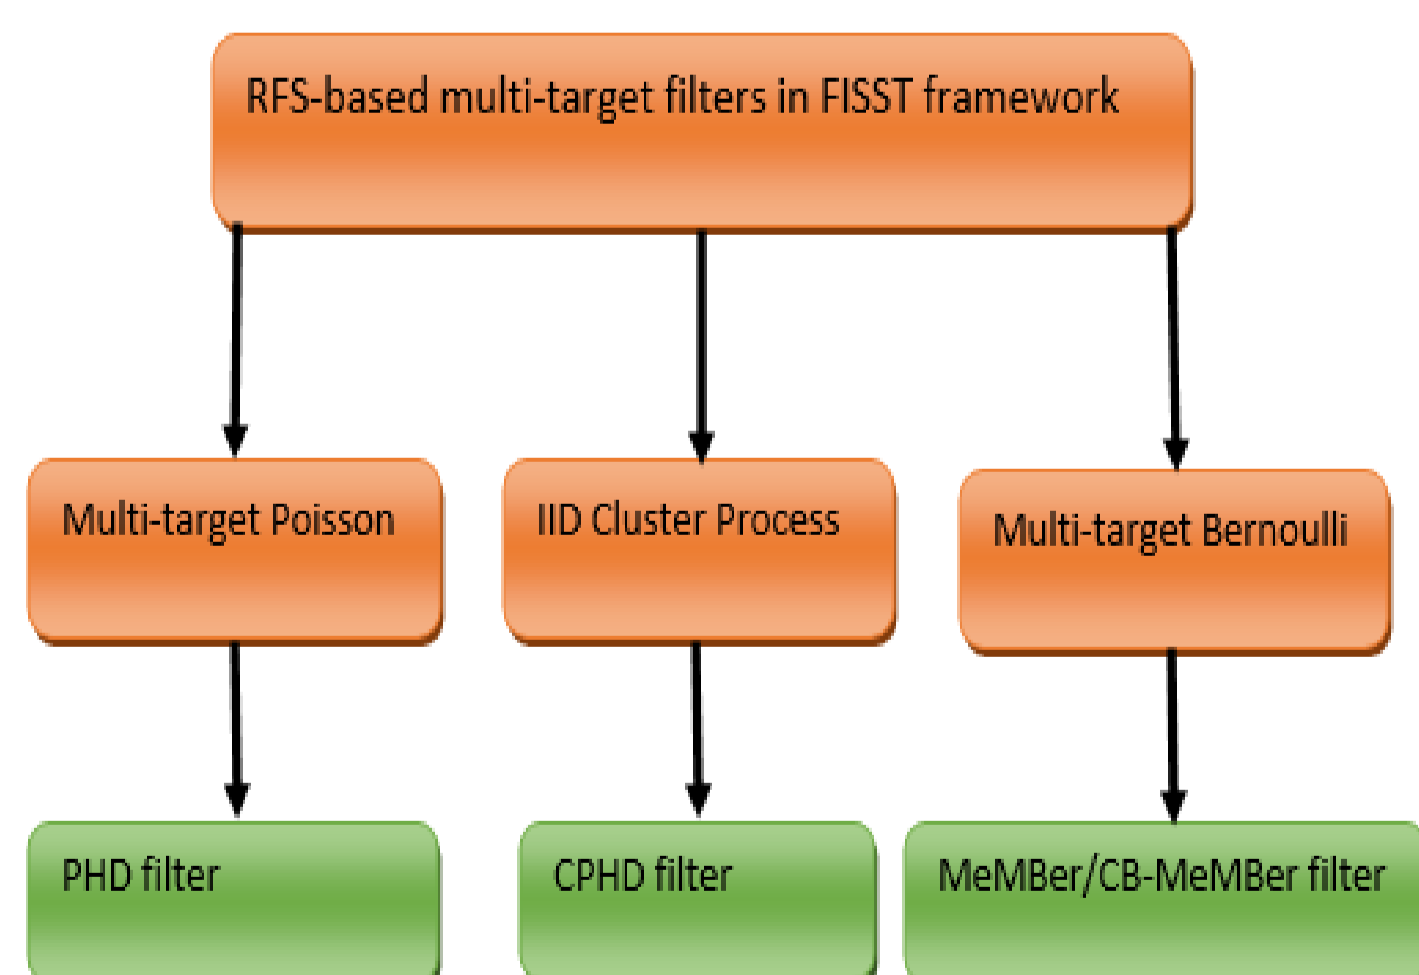 RFS-based multi-target filters in FISST framework
Multi-target Poisson
IID Cluster Process
Multi-target Bernoulli
PHD filter
CPHD filter
MeMBer/CB-MeMBer filter